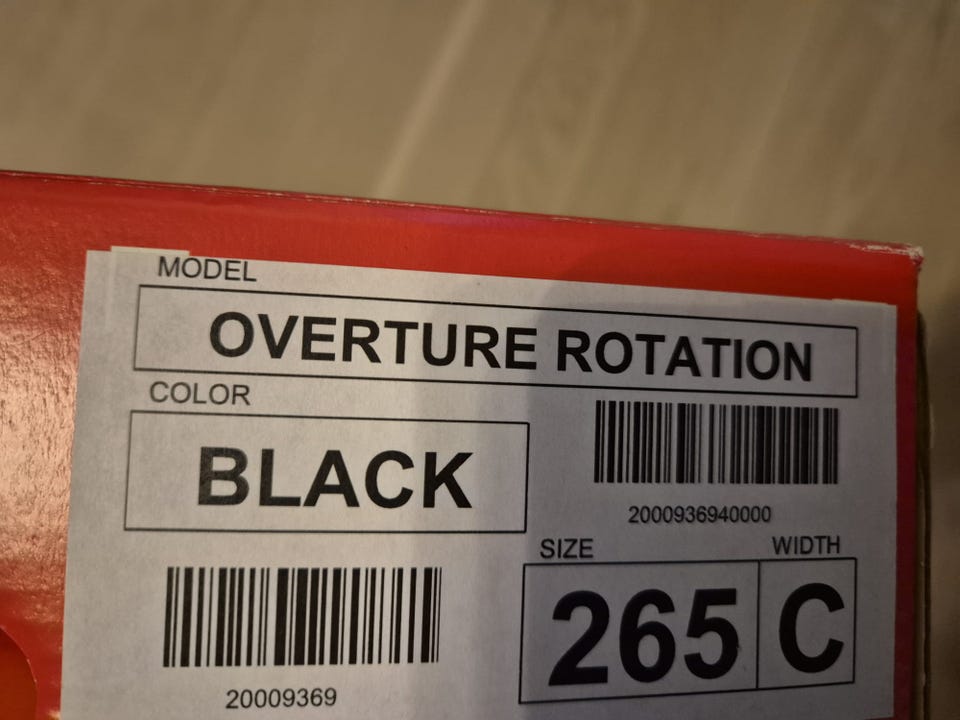 MODEL
OVERTURE ROTATION
COLOR
BLACK
2000936940000
SIZE WIDTH
265 C
20009369